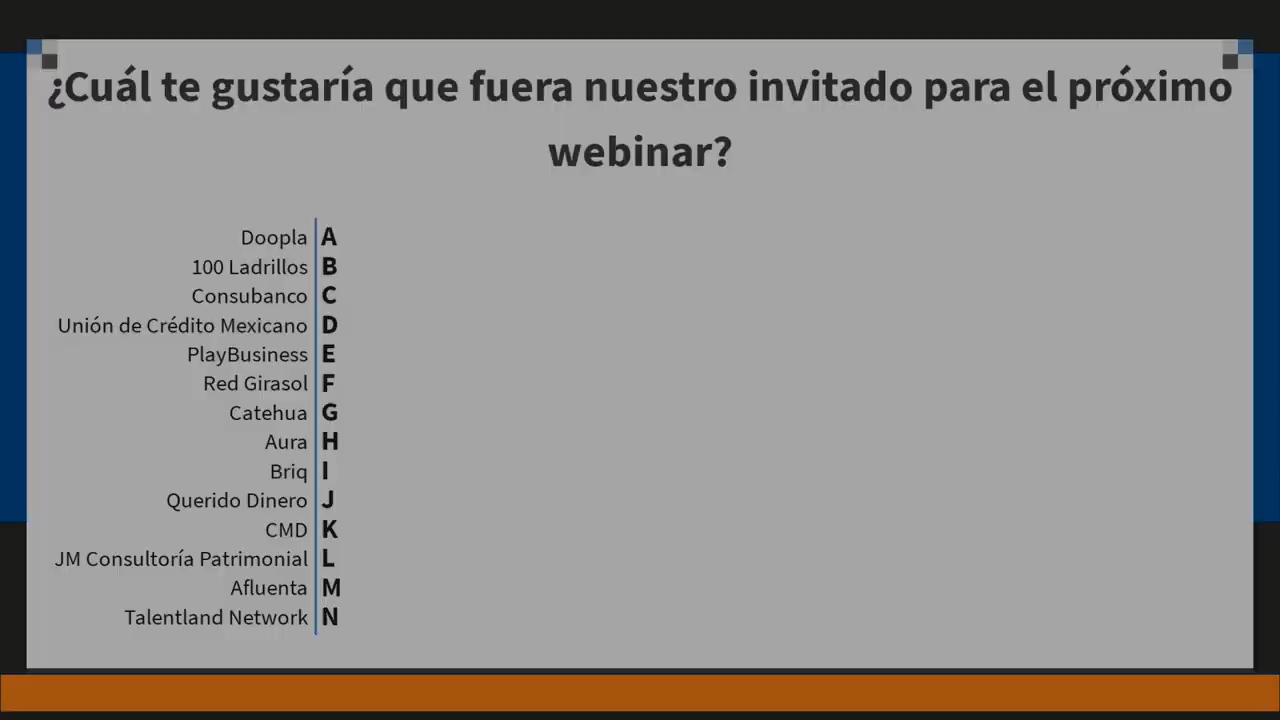 ¿Cuál te gustaría que fuera nuestro invitado para el próximo
webinar?
Doopla A
100 Ladrillos B
Consubanco C
Unión de Crédito Mexicano D
PlayBusiness E
Red Girasol F
Catehua G
Aura H
Briq I
Querido Dinero J
CMD K
JM Consultoría Patrimonial L
Afluenta M
Talentland Network N